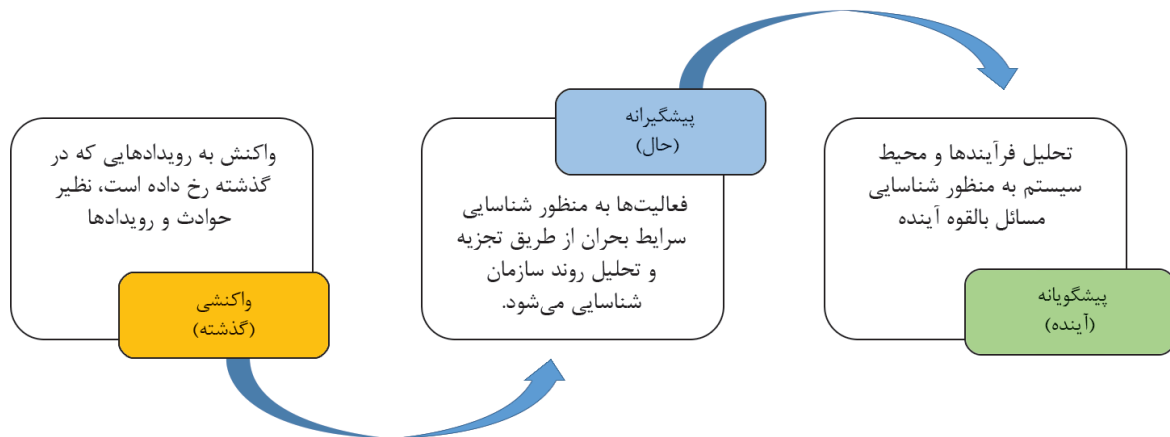 واکنش به رویدادهایی که در
گذشته رخ داده است، نظیر
حوادث و رویدادها
واکنشی
(گذشته)
پیشگیرانه
(حال)
فعالیت‌ها به منظور شناسایی
سرایط بحران از طریق تجزیه
و تحلیل روند سازمان
شناسایی می‌شود.
تحلیل فرآیندها و محیط
سیستم به منظور شناسایی
مسائل بالقوه آینده
پیشگویانه
(آینده)